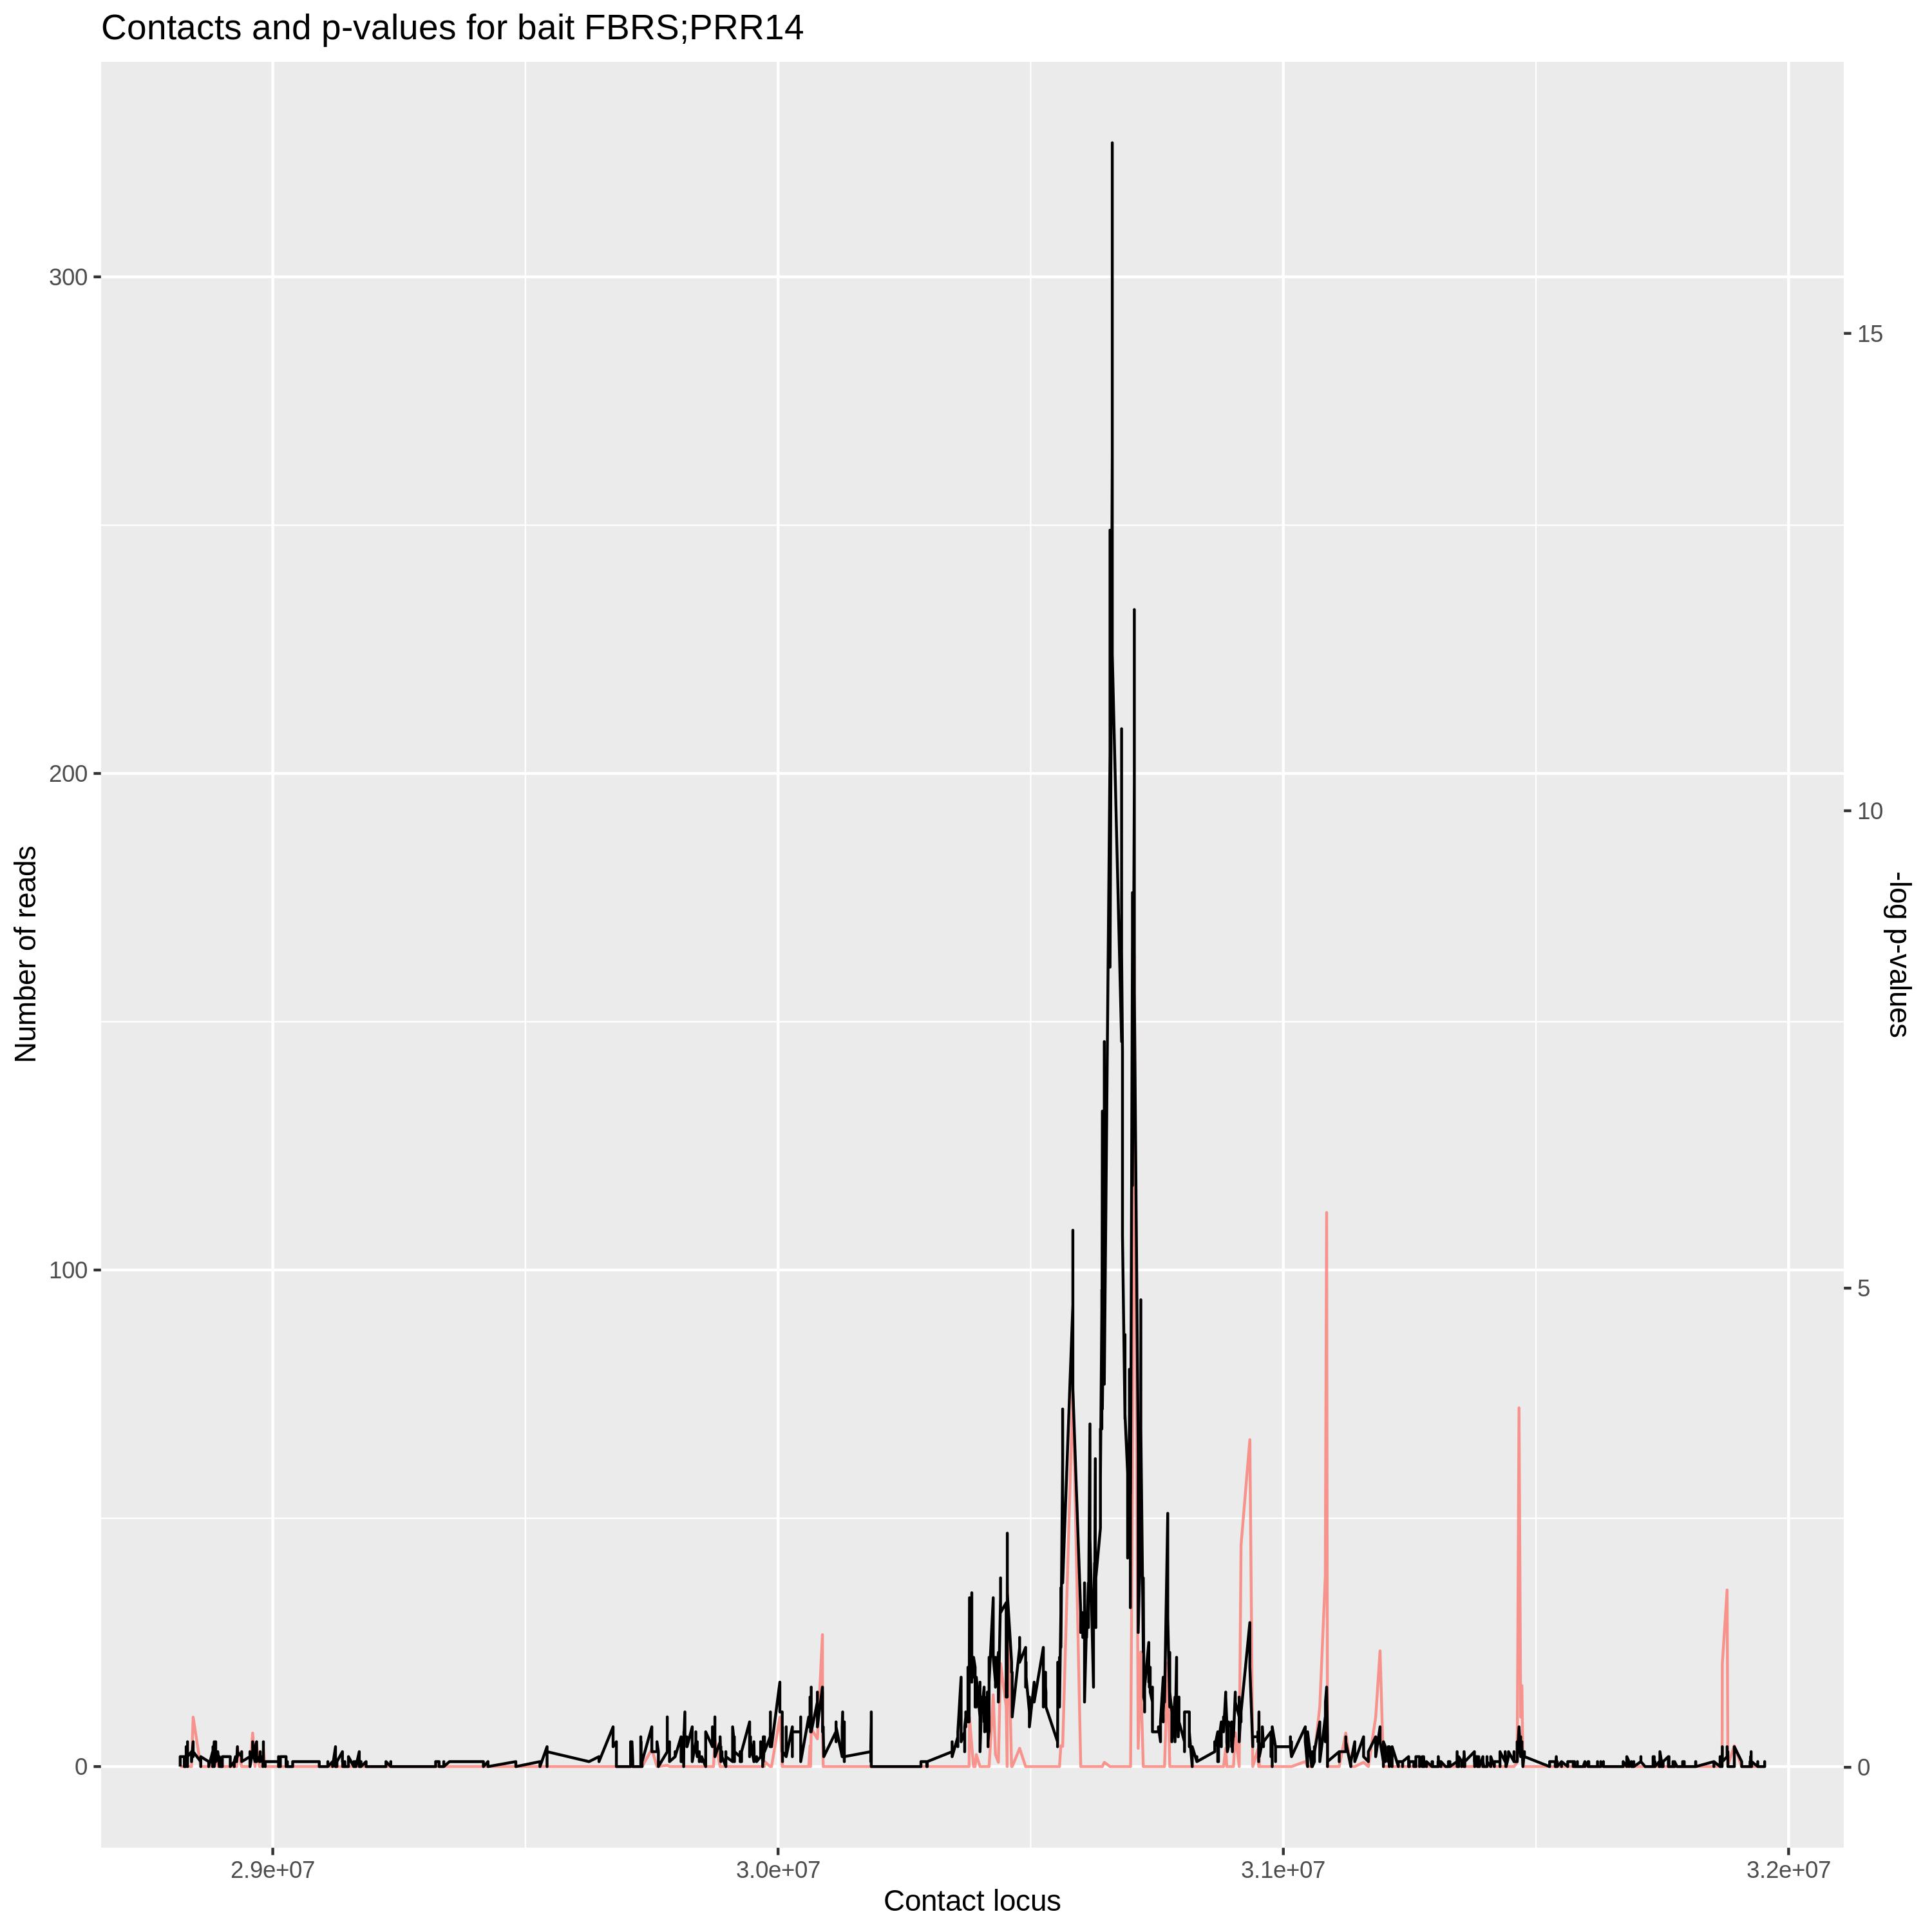 Contacts and p-values for bait FBRS;PRR14
300
200
100
0
15
10
5
0
Number of reads
-log p-values
2.9e+07
3.0e+07
3.1e+07
3.2e+07
Contact locus